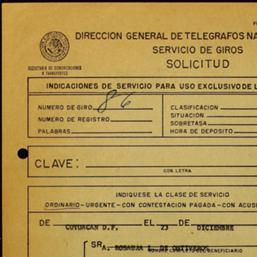 DIRECCION GENERAL DE TELEGRAFOS NA
SERVICIO DE GIROS
SOLICITUD
SECRETARIA DE COMUNICACIONES
Y TRANSPORTES
INDICACIONES DE SERVICIO PARA USO EXCLUSIVO DE L
NUMERO DE GIRO 86
NUMERO DE REGISTRO
PALABRAS
CLASIFICACION
SITUACION
SOBRETASA
HORA DE DEPOSITO
CLAVE:
CON LETRA
INDIQUESE LA CLASE DE SERVICIO
ORDINARIO-URGENTE-CON CONTESTACION PAGADA-CON ACUS
DE COYOACAN D.F. EL 23 DE DICIEMBRE
SRA. ROSAURA
BENEFICIARIO